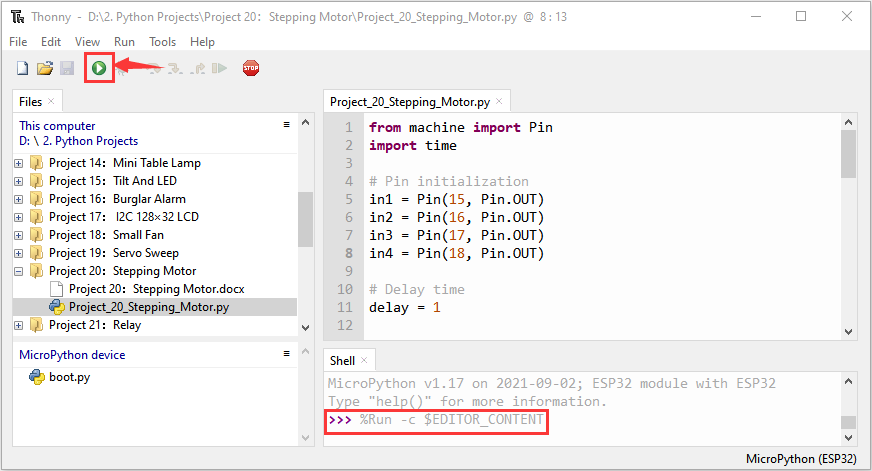 Thonny - D:\2. Python Projects\Project 20：Stepping Motor\Project_20_Stepping_Motor.py @ 8 : 13
File Edit View Run Tools Help
STOP
Files ×
This computer
D: \ 2. Python Projects
Project 14：Mini Table Lamp
Project 15：Tilt And LED
Project 16：Burglar Alarm
Project 17： I2C 128×32 LCD
Project 18：Small Fan
Project 19：Servo Sweep
Project 20：Stepping Motor
Project 20：Stepping Motor.docx
Project_20_Stepping_Motor.py
Project 21：Relay
MicroPython device
boot.py
Project_20_Stepping_Motor.py ×
1 from machine import Pin
2 import time
3
4 # Pin initialization
5 in1 = Pin(15, Pin.OUT)
6 in2 = Pin(16, Pin.OUT)
7 in3 = Pin(17, Pin.OUT)
8 in4 = Pin(18, Pin.OUT)
9
10 # Delay time
11 delay = 1
12
Shell ×
MicroPython v1.17 on 2021-09-02; ESP32 module with ESP32
Type "help()" for more information.
>>> %Run -c $EDITOR_CONTENT
MicroPython (ESP32)